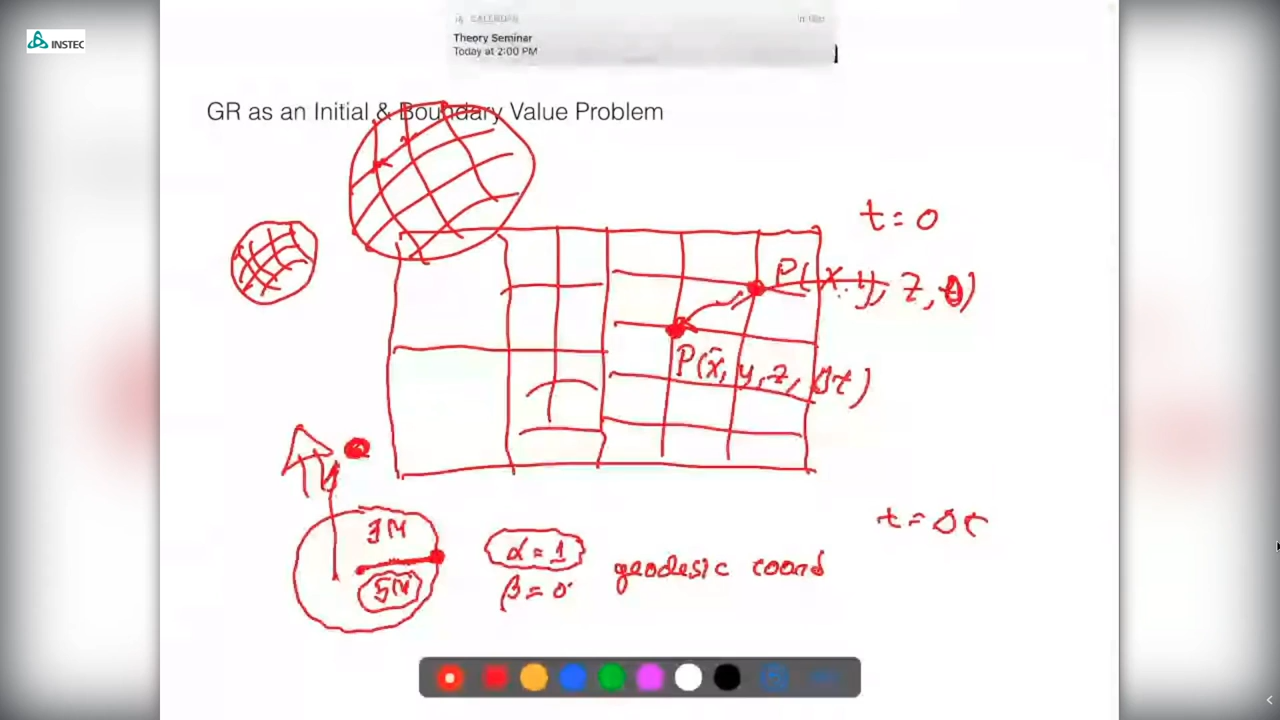 INSTEC
CALENDAR
Theory Seminar
Today at 2:00 PM
GR as an Initial & Boundary Value Problem
t = 0
P(x, y, z, 0)
P(x̄, y, z, Δt)
t = Δt
α = 1
β = 0
geodesic coord
5M